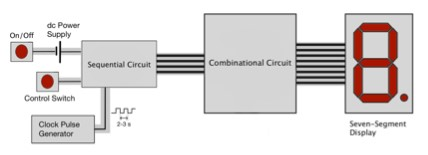 dc Power
Supply
On/Off
Sequential Circuit
Combinational Circuit
Control Switch
2-3 s
Clock Pulse
Generator
Seven-Segment
Display